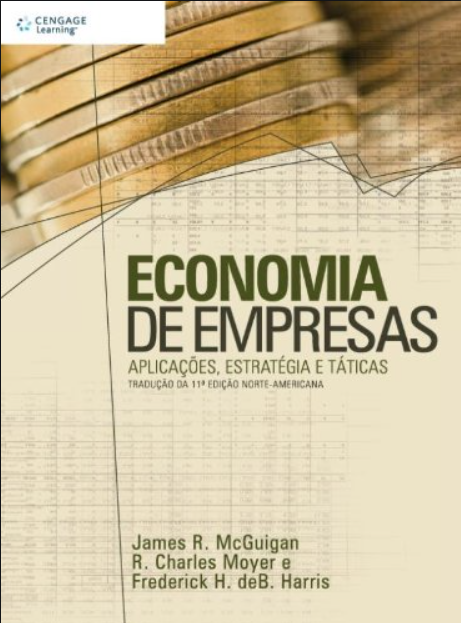 CENGAGE
Learning™
ECONOMIA
DE EMPRESAS
APLICAÇÕES, ESTRATÉGIA E TÁTICAS
TRADUÇÃO DA 11ª EDIÇÃO NORTE-AMERICANA
James R. McGuigan
R. Charles Moyer e
Frederick H. deB. Harris